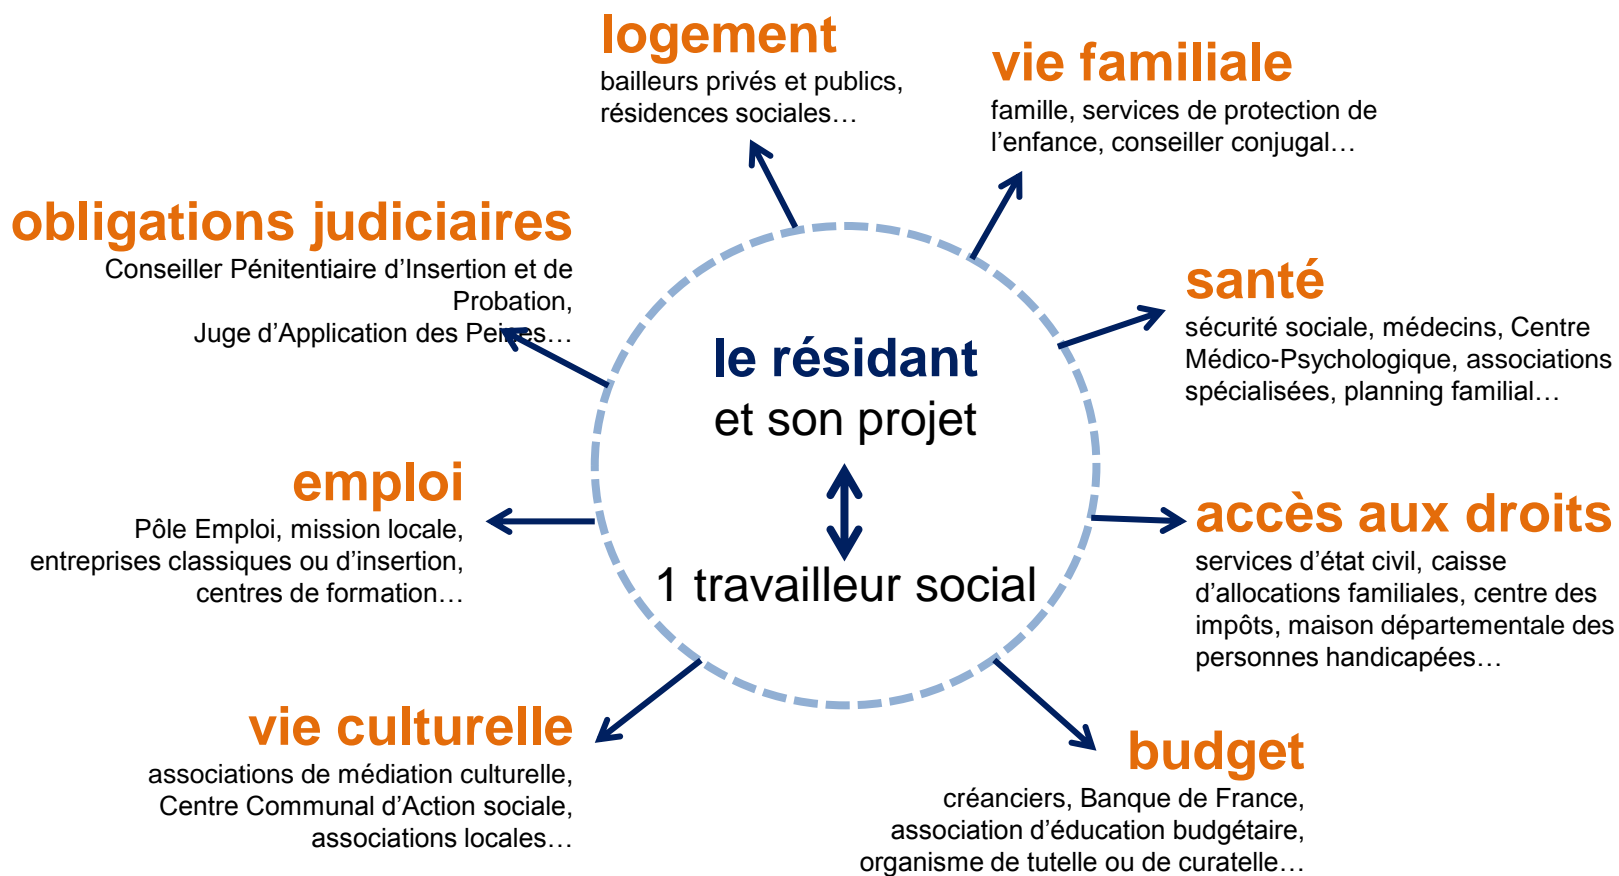 logement
bailleurs privés et publics,
résidences sociales…
vie familiale
famille, services de protection de
l’enfance, conseiller conjugal…
obligations judiciaires
Conseiller Pénitentiaire d’Insertion et de
Probation,
Juge d’Application des Peines…
santé
sécurité sociale, médecins, Centre
Médico-Psychologique, associations
spécialisées, planning familial…
le résidant
et son projet
1 travailleur social
emploi
Pôle Emploi, mission locale,
entreprises classiques ou d’insertion,
centres de formation…
accès aux droits
services d’état civil, caisse
d’allocations familiales, centre des
impôts, maison départementale des
personnes handicapées…
vie culturelle
associations de médiation culturelle,
Centre Communal d’Action sociale,
associations locales…
budget
créanciers, Banque de France,
association d’éducation budgétaire,
organisme de tutelle ou de curatelle…